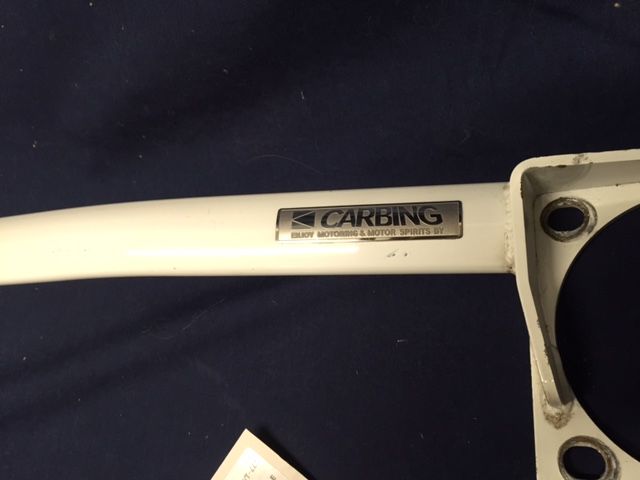 CARBING
ENJOY MOTORING & MOTOR SPIRITS BY